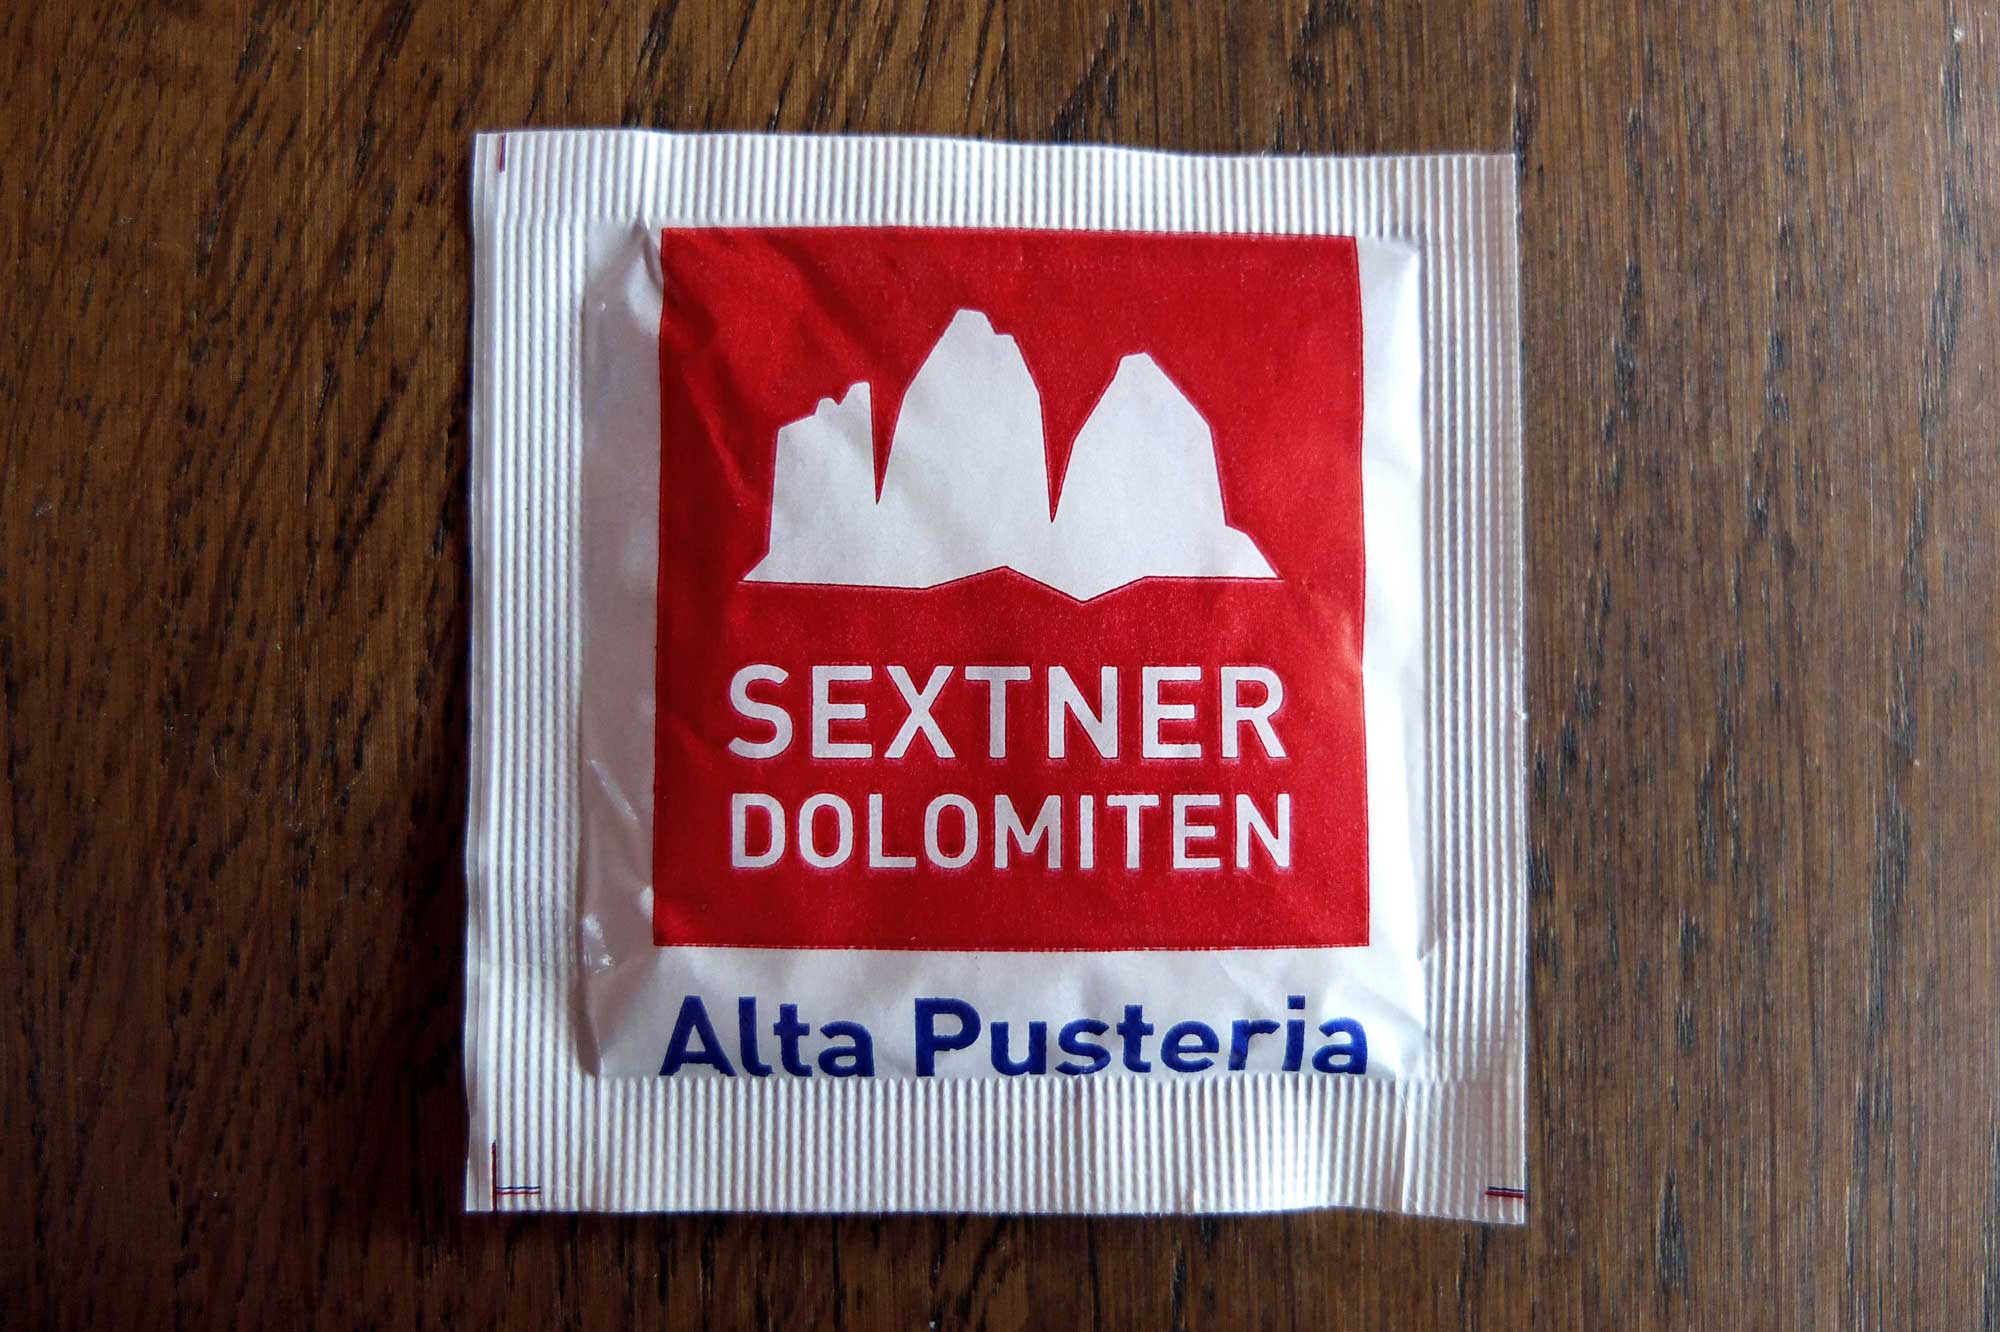 SEXTNER
DOLOMITEN
Alta Pusteria